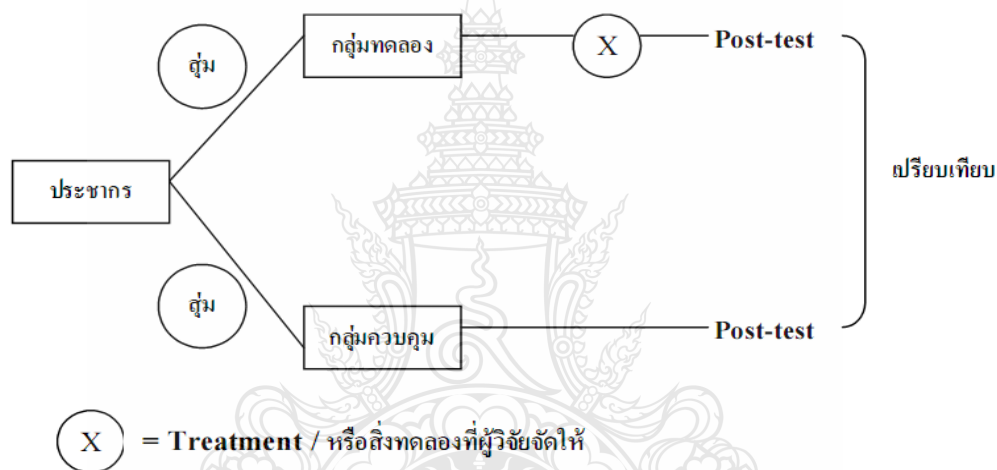 สุ่ม
กลุ่มทดลอง
X
Post-test
ประชากร
เปรียบเทียบ
สุ่ม
กลุ่มควบคุม
Post-test
X = Treatment / หรือสิ่งทดลองที่ผู้วิจัยจัดให้